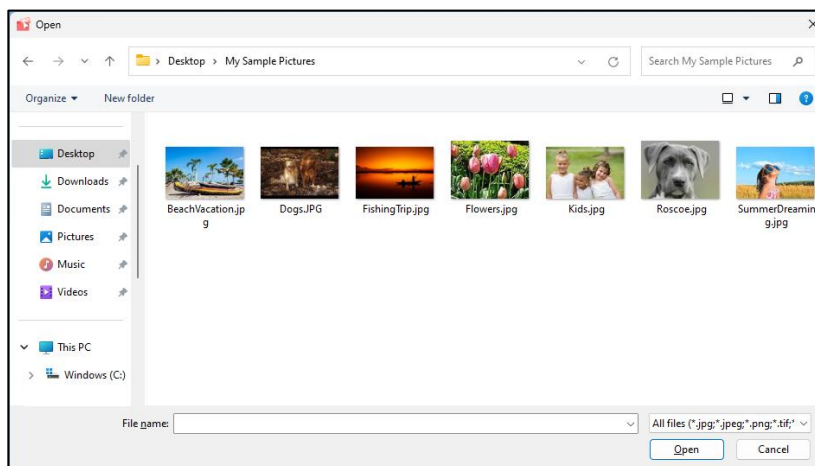 Open
Desktop > My Sample Pictures
Search My Sample Pictures
Organize
New folder
Desktop
Downloads
Documents
Pictures
Music
Videos
This PC
Windows (C:)
BeachVacation.jp
g
Dogs.JPG
FishingTrip.jpg
Flowers.jpg
Kids.jpg
Roscoe.jpg
SummerDreamin
g.jpg
File name:
All files (*.jpg;*.jpeg;*.png;*.tif;*
Open
Cancel